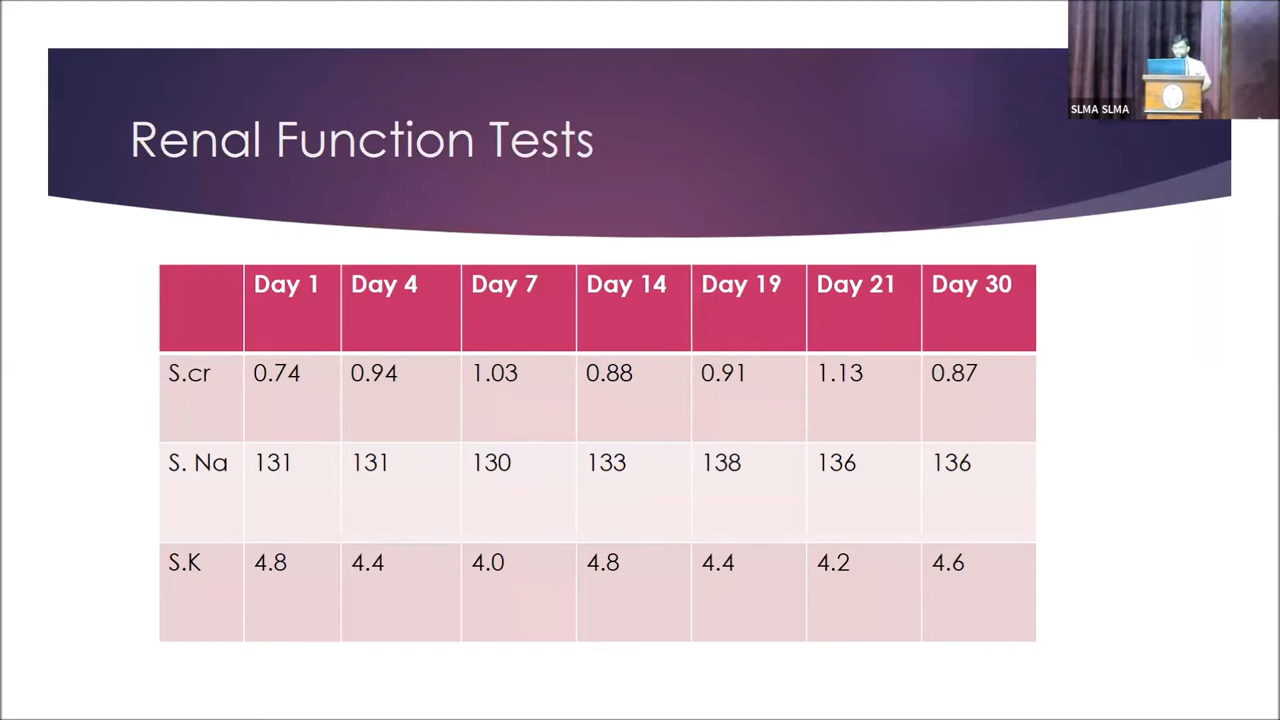 SLMA SLMA
Renal Function Tests
Day 1 Day 4 Day 7 Day 14 Day 19 Day 21 Day 30
S.cr 0.74 0.94 1.03 0.88 0.91 1.13 0.87
S. Na 131 131 130 133 138 136 136
S.K 4.8 4.4 4.0 4.8 4.4 4.2 4.6